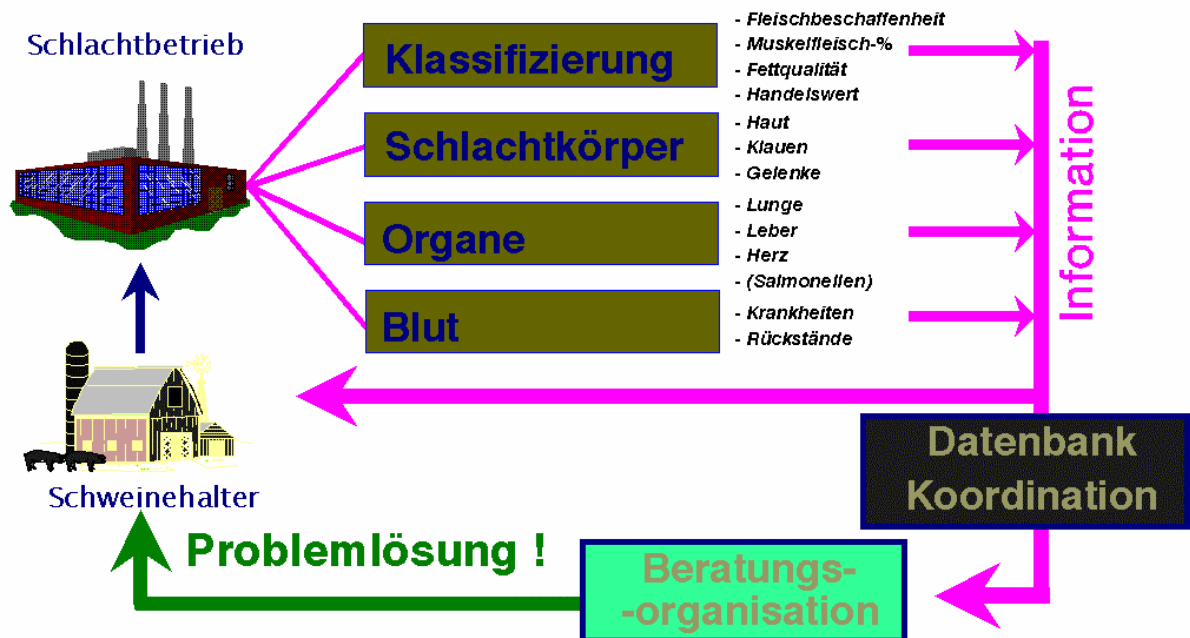 Schlachtbetrieb
Klassifizierung
- Fleischbeschaffenheit
- Muskelfleisch-%
- Fettqualität
- Handelswert
Schlachtkörper
- Haut
- Klauen
- Gelenke
Organe
- Lunge
- Leber
- Herz
- (Salmonellen)
Blut
- Krankheiten
- Rückstände
Information
Schweinehalter
Datenbank
Koordination
Problemlösung !
Beratungs-
-organisation